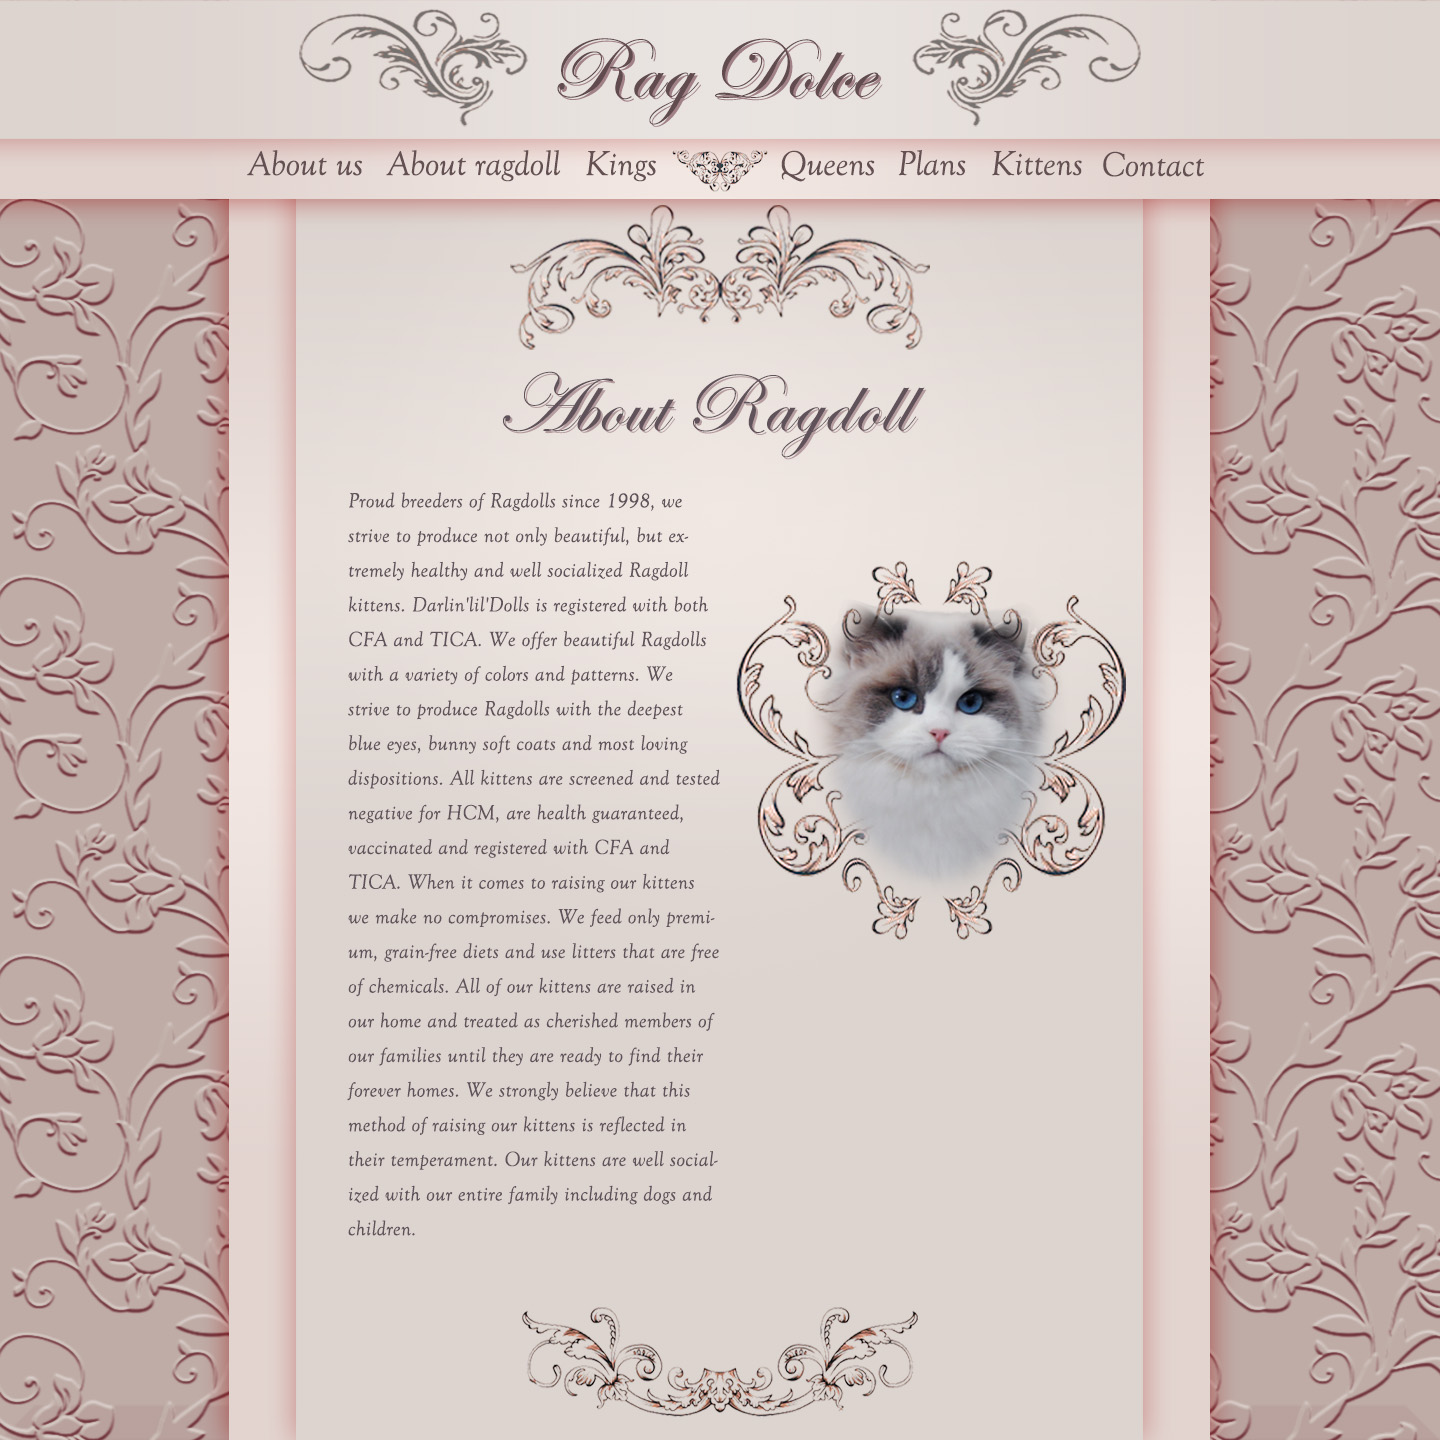 Rag Dolce
About us About ragdoll Kings Queens Plans Kittens Contact
About Ragdoll
Proud breeders of Ragdolls since 1998, we
strive to produce not only beautiful, but ex-
tremely healthy and well socialized Ragdoll
kittens. Darlin'lil'Dolls is registered with both
CFA and TICA. We offer beautiful Ragdolls
with a variety of colors and patterns. We
strive to produce Ragdolls with the deepest
blue eyes, bunny soft coats and most loving
dispositions. All kittens are screened and tested
negative for HCM, are health guaranteed,
vaccinated and registered with CFA and
TICA. When it comes to raising our kittens
we make no compromises. We feed only premi-
um, grain-free diets and use litters that are free
of chemicals. All of our kittens are raised in
our home and treated as cherished members of
our families until they are ready to find their
forever homes. We strongly believe that this
method of raising our kittens is reflected in
their temperament. Our kittens are well social-
ized with our entire family including dogs and
children.